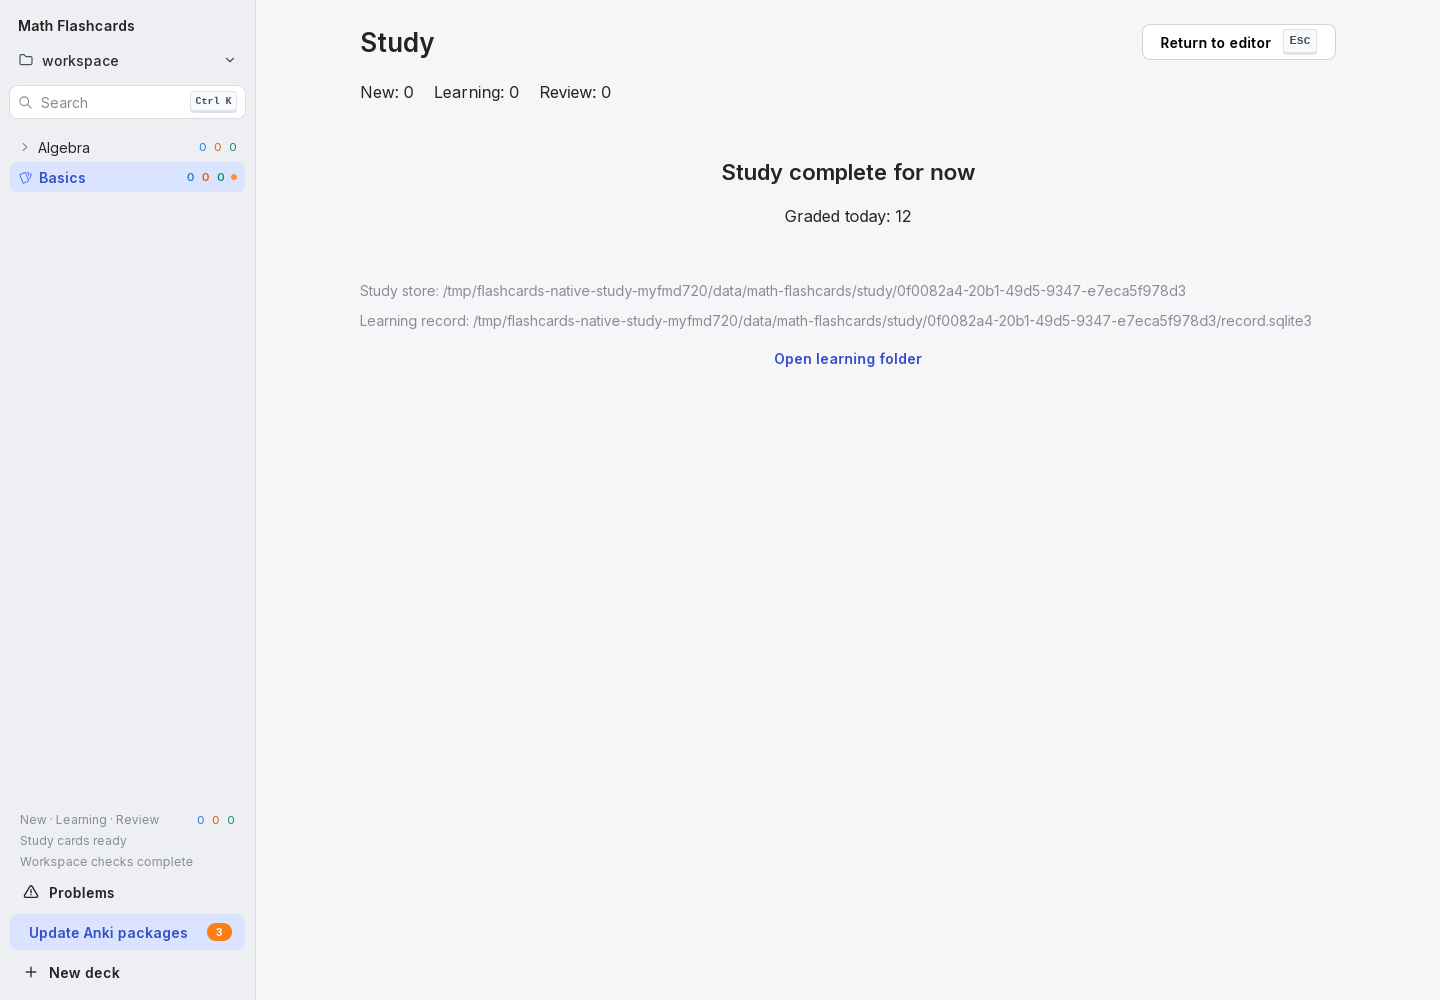 Math Flashcards
workspace
Search Ctrl K
Algebra 0 0 0
Basics 0 0 0
New · Learning · Review 0 0 0
Study cards ready
Workspace checks complete
Problems
Update Anki packages 3
New deck
Study
Return to editor Esc
New: 0 Learning: 0 Review: 0
Study complete for now
Graded today: 12
Study store: /tmp/flashcards-native-study-myfmd720/data/math-flashcards/study/0f0082a4-20b1-49d5-9347-e7eca5f978d3
Learning record: /tmp/flashcards-native-study-myfmd720/data/math-flashcards/study/0f0082a4-20b1-49d5-9347-e7eca5f978d3/record.sqlite3
Open learning folder